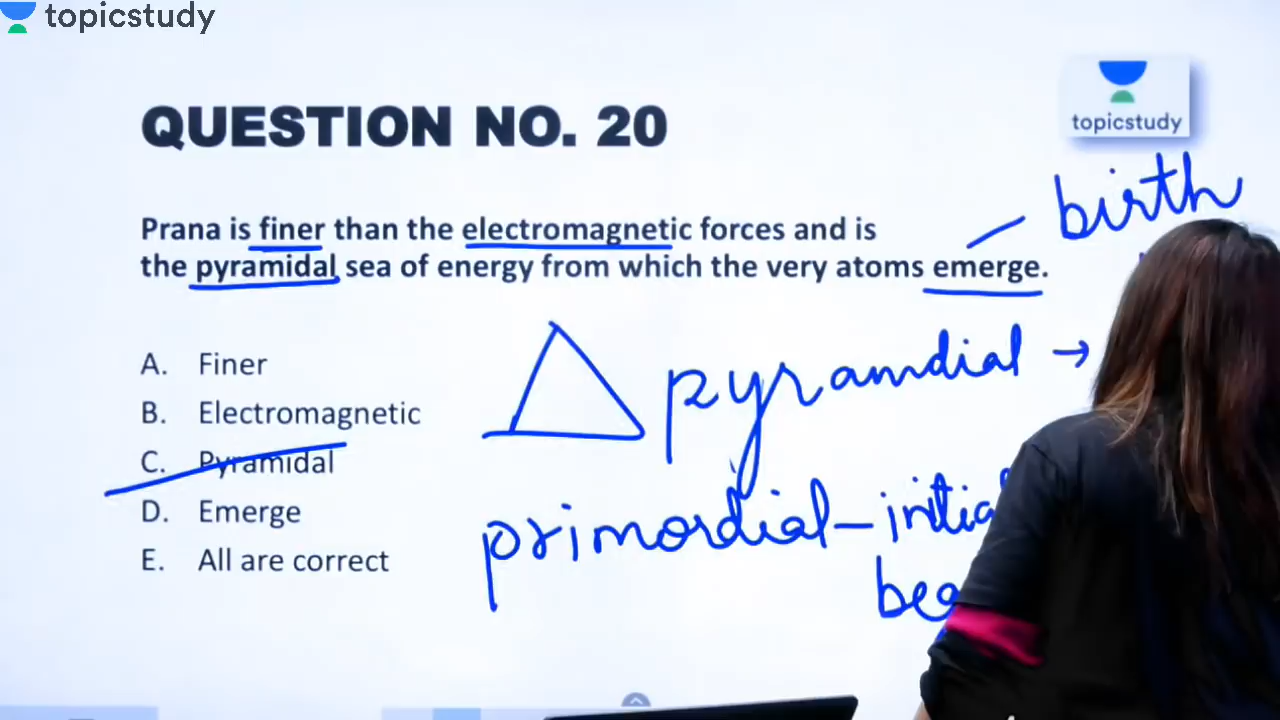 topicstudy
QUESTION NO. 20
topicstudy
birth
Prana is finer than the electromagnetic forces and is
the pyramidal sea of energy from which the very atoms emerge.
A. Finer
B. Electromagnetic
C. Pyramidal
D. Emerge
E. All are correct
pyramdial →
primordial –